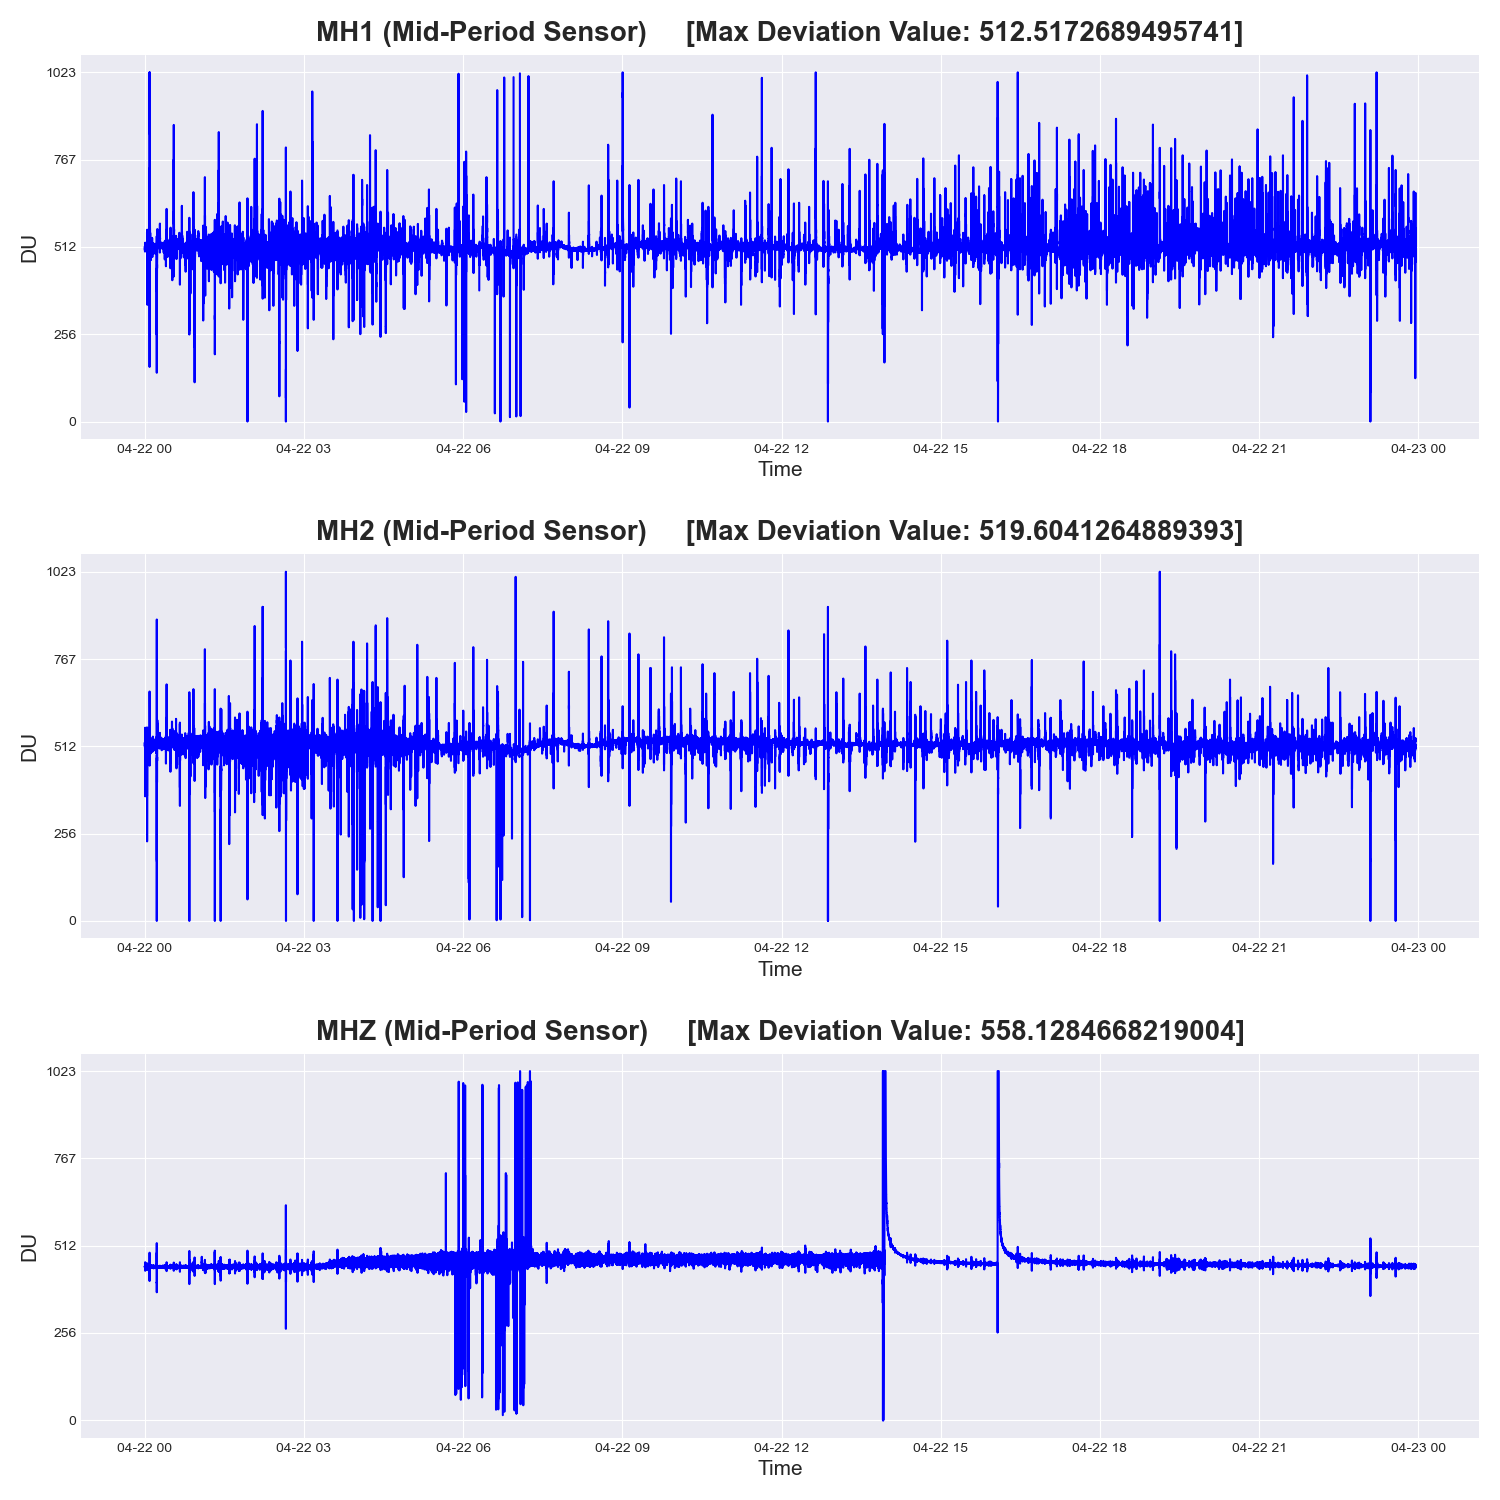 MH1 (Mid-Period Sensor) [Max Deviation Value: 512.5172689495741]
1023
767
512
256
0
DU
04-22 00 04-22 03 04-22 06 04-22 09 04-22 12 04-22 15 04-22 18 04-22 21 04-23 00
Time
MH2 (Mid-Period Sensor) [Max Deviation Value: 519.6041264889393]
1023
767
512
256
0
DU
04-22 00 04-22 03 04-22 06 04-22 09 04-22 12 04-22 15 04-22 18 04-22 21 04-23 00
Time
MHZ (Mid-Period Sensor) [Max Deviation Value: 558.1284668219004]
1023
767
512
256
0
DU
04-22 00 04-22 03 04-22 06 04-22 09 04-22 12 04-22 15 04-22 18 04-22 21 04-23 00
Time